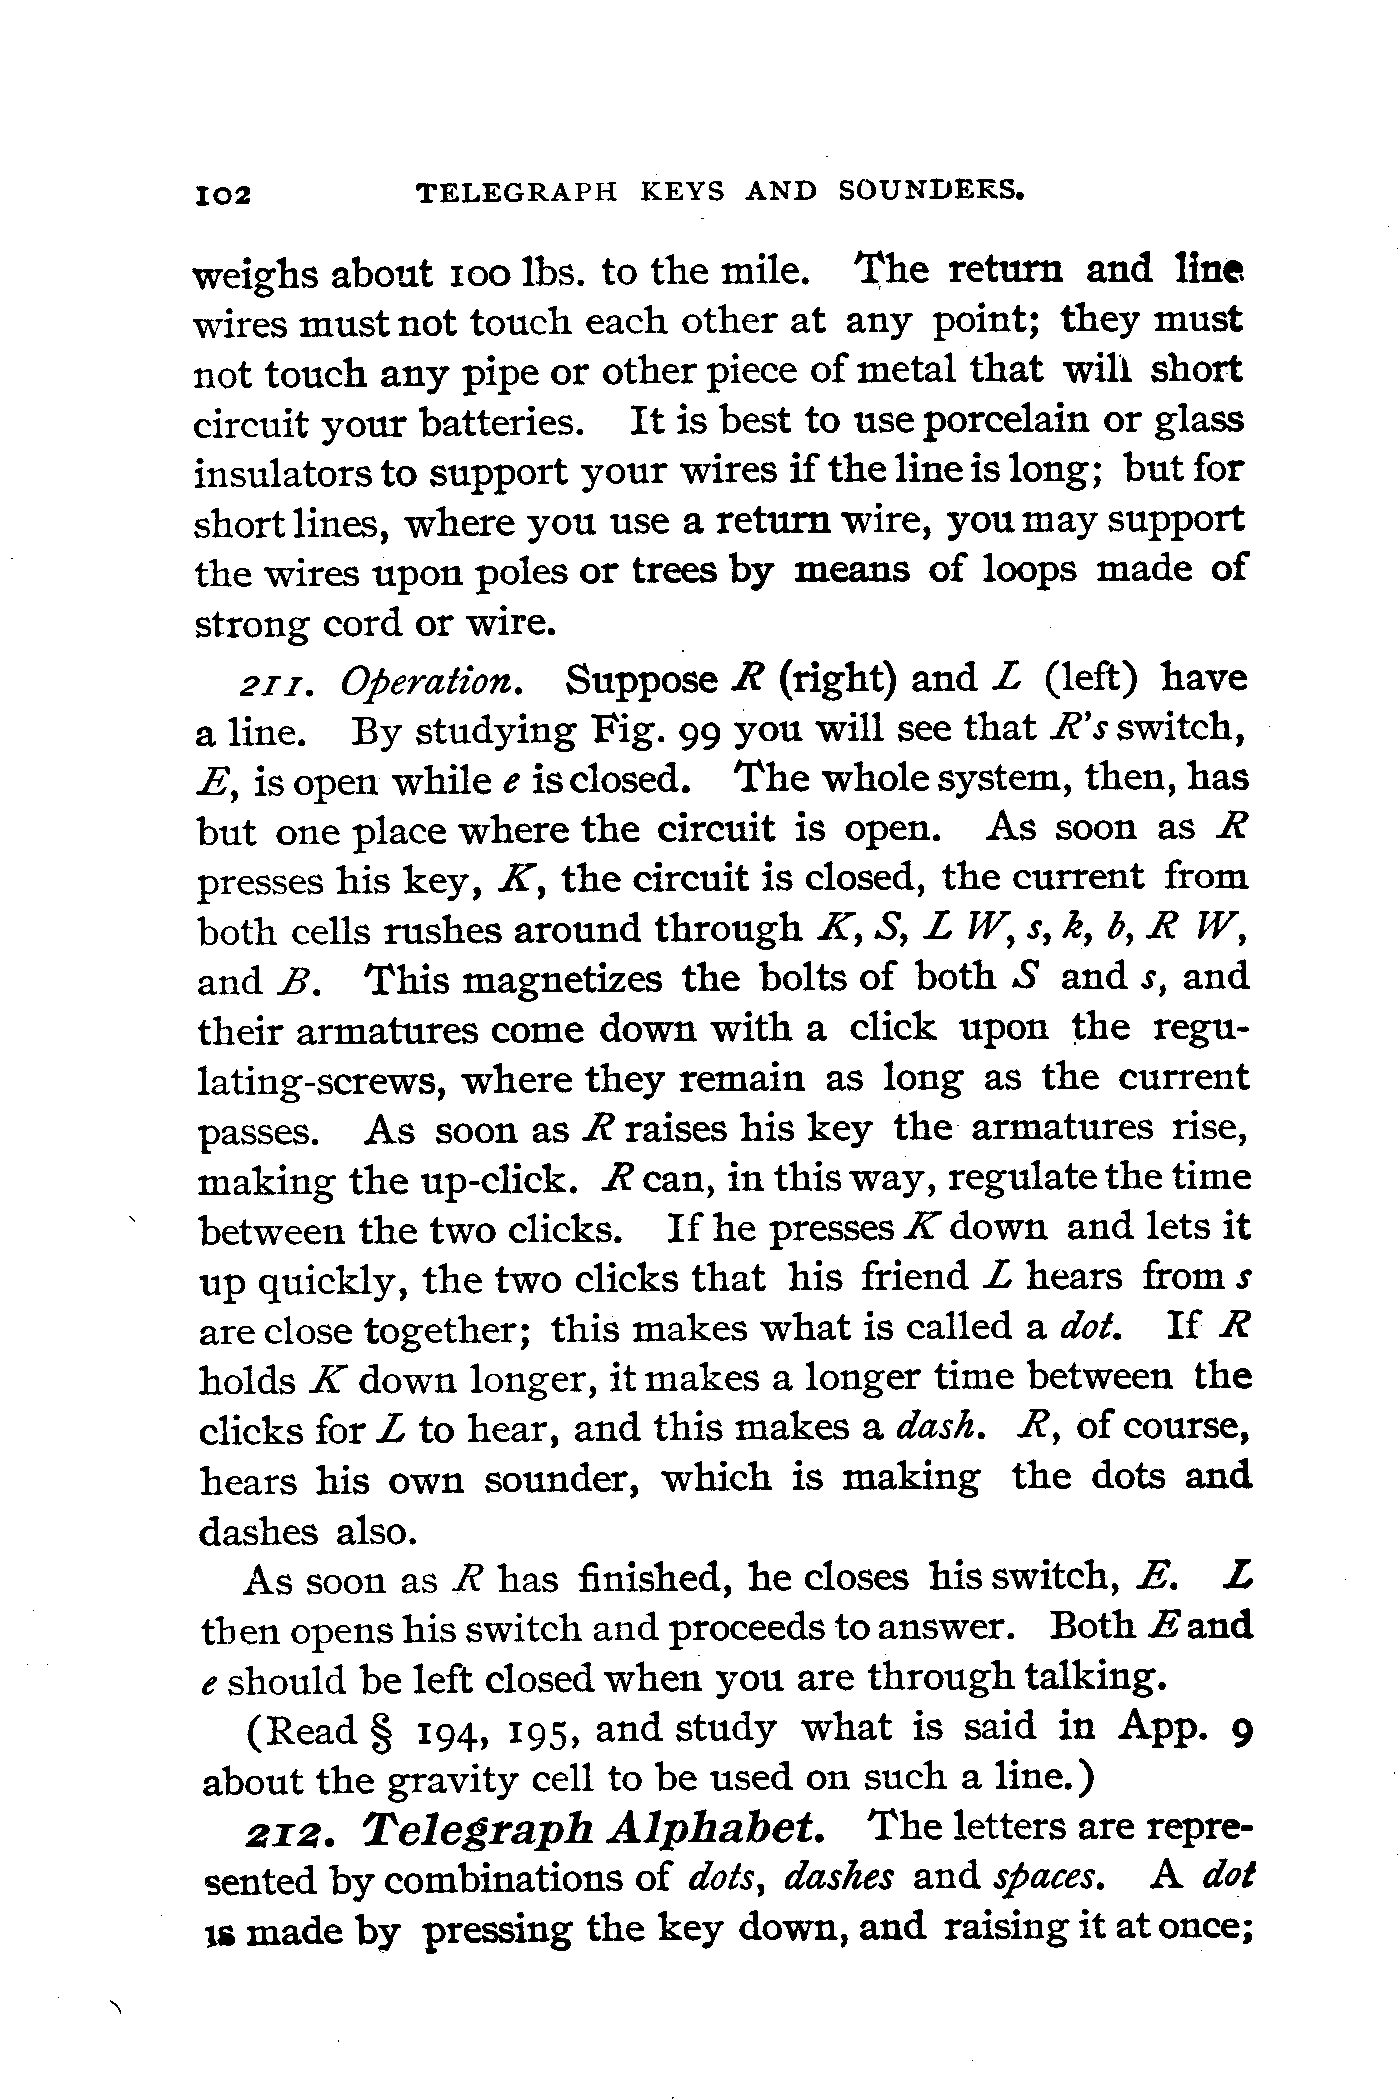 102 TELEGRAPH KEYS AND SOUNDERS.
weighs about 100 lbs. to the mile. The return and line
wires must not touch each other at any point; they must
not touch any pipe or other piece of metal that will short
circuit your batteries. It is best to use porcelain or glass
insulators to support your wires if the line is long; but for
short lines, where you use a return wire, you may support
the wires upon poles or trees by means of loops made of
strong cord or wire.
211. Operation. Suppose R (right) and L (left) have
a line. By studying Fig. 99 you will see that R's switch,
E, is open while e is closed. The whole system, then, has
but one place where the circuit is open. As soon as R
presses his key, K, the circuit is closed, the current from
both cells rushes around through K, S, L W, s, k, b, R W,
and B. This magnetizes the bolts of both S and s, and
their armatures come down with a click upon the regu-
lating-screws, where they remain as long as the current
passes. As soon as R raises his key the armatures rise,
making the up-click. R can, in this way, regulate the time
between the two clicks. If he presses K down and lets it
up quickly, the two clicks that his friend L hears from s
are close together; this makes what is called a dot. If R
holds K down longer, it makes a longer time between the
clicks for L to hear, and this makes a dash. R, of course,
hears his own sounder, which is making the dots and
dashes also.
As soon as R has finished, he closes his switch, E. L
then opens his switch and proceeds to answer. Both E and
e should be left closed when you are through talking.
(Read § 194, 195, and study what is said in App. 9
about the gravity cell to be used on such a line.)
212. Telegraph Alphabet. The letters are repre-
sented by combinations of dots, dashes and spaces. A dot
is made by pressing the key down, and raising it at once;